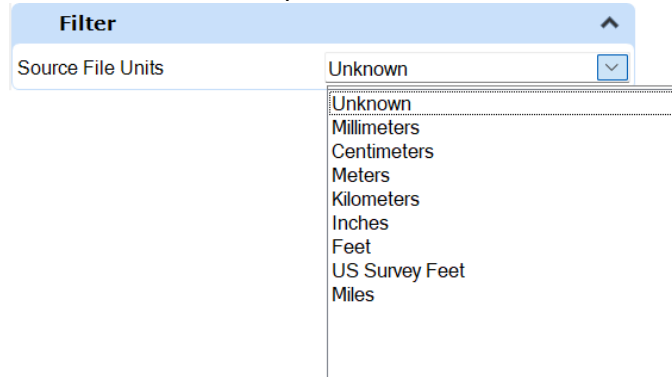 Filter
Source File Units Unknown
Unknown
Millimeters
Centimeters
Meters
Kilometers
Inches
Feet
US Survey Feet
Miles